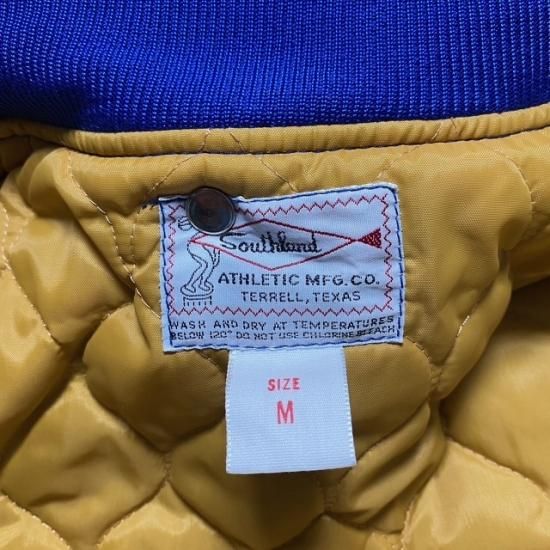 Southland
ATHLETIC MFG. CO.
TERRELL, TEXAS
WASH AND DRY AT TEMPERATURES
BELOW 120° DO NOT USE CHLORINE BLEACH
SIZE
M